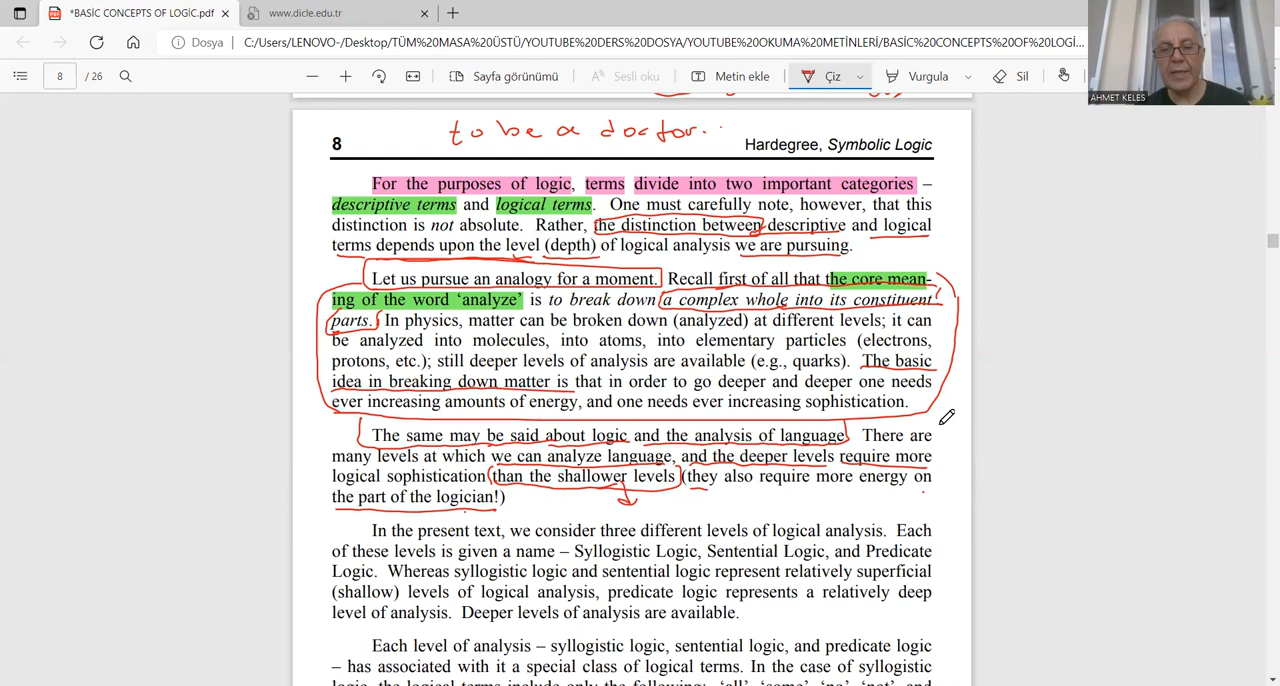 *BASİC CONCEPTS OF LOGİC.pdf
www.dicle.edu.tr
Dosya
C:/Users/LENOVO-/Desktop/TÜM%20MASA%20ÜSTÜ/YOUTUBE%20DERS%20DOSYA/YOUTUBE%20OKUMA%20METİNLERİ/BASİC%20CONCEPTS%20OF%20LOGİ...
8 / 26
Sayfa görünümü
Sesli oku
Metin ekle
Çiz
Vurgula
Sil
AHMET KELES
to be a doctor..
8 Hardegree, Symbolic Logic
For the purposes of logic, terms divide into two important categories –
descriptive terms and logical terms. One must carefully note, however, that this
distinction is not absolute. Rather, the distinction between descriptive and logical
terms depends upon the level (depth) of logical analysis we are pursuing.
Let us pursue an analogy for a moment. Recall first of all that the core mean-
ing of the word ‘analyze’ is to break down a complex whole into its constituent
parts. In physics, matter can be broken down (analyzed) at different levels; it can
be analyzed into molecules, into atoms, into elementary particles (electrons,
protons, etc.); still deeper levels of analysis are available (e.g., quarks). The basic
idea in breaking down matter is that in order to go deeper and deeper one needs
ever increasing amounts of energy, and one needs ever increasing sophistication.
The same may be said about logic and the analysis of language. There are
many levels at which we can analyze language, and the deeper levels require more
logical sophistication than the shallower levels (they also require more energy on
the part of the logician!)
In the present text, we consider three different levels of logical analysis. Each
of these levels is given a name – Syllogistic Logic, Sentential Logic, and Predicate
Logic. Whereas syllogistic logic and sentential logic represent relatively superficial
(shallow) levels of logical analysis, predicate logic represents a relatively deep
level of analysis. Deeper levels of analysis are available.
Each level of analysis – syllogistic logic, sentential logic, and predicate logic
– has associated with it a special class of logical terms. In the case of syllogistic
logic, the logical terms include only the following: ‘all’, ‘some’, ‘no’, ‘not’, and